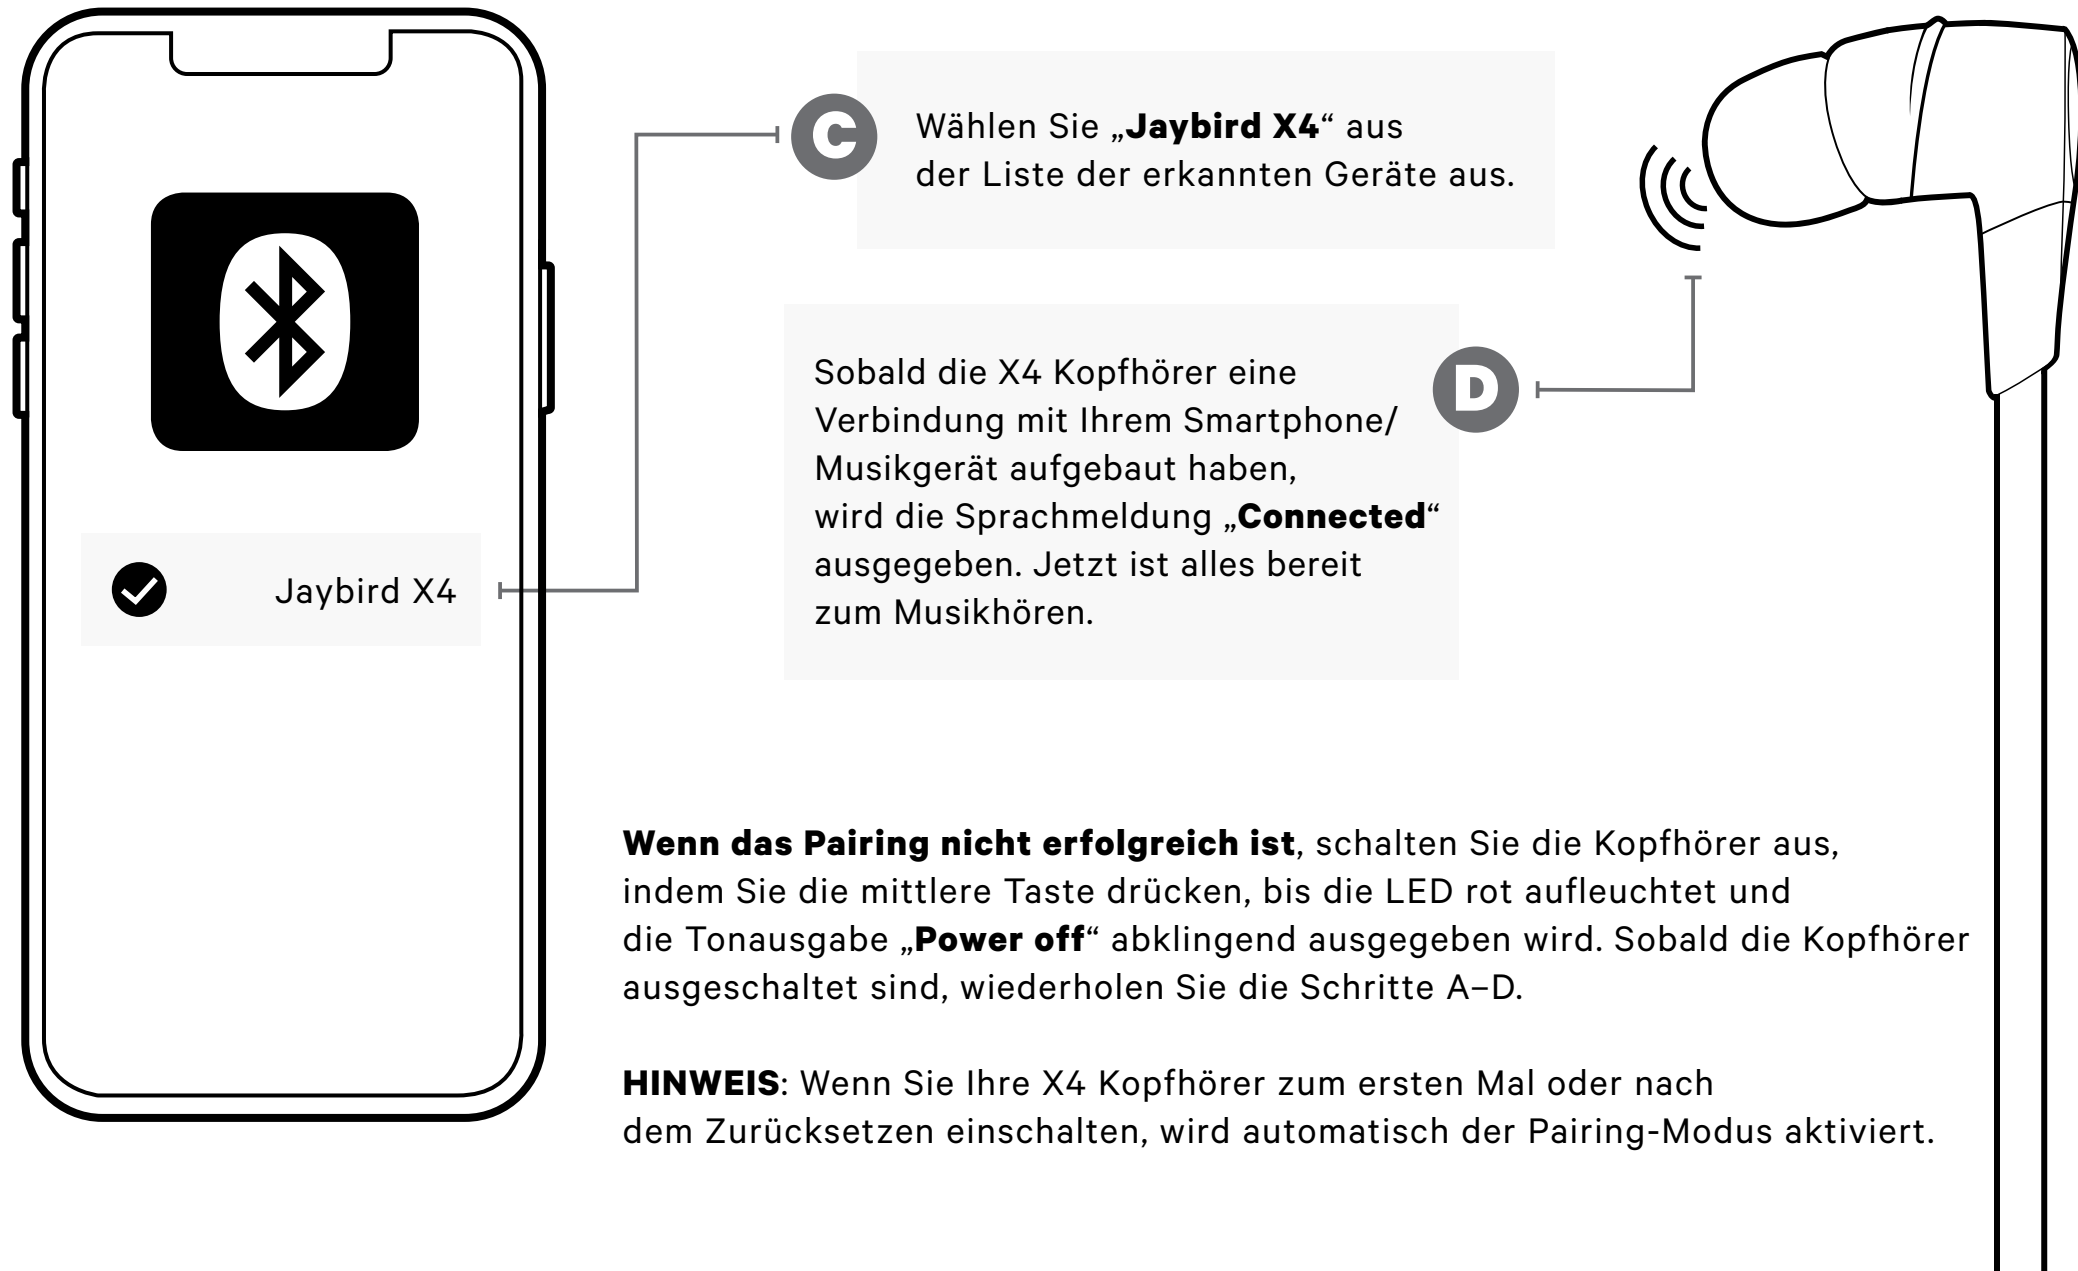 C
Wählen Sie „Jaybird X4“ aus
der Liste der erkannten Geräte aus.
Sobald die X4 Kopfhörer eine
Verbindung mit Ihrem Smartphone/
Musikgerät aufgebaut haben,
wird die Sprachmeldung „Connected“
ausgegeben. Jetzt ist alles bereit
zum Musikhören.
D
Jaybird X4
Wenn das Pairing nicht erfolgreich ist, schalten Sie die Kopfhörer aus,
indem Sie die mittlere Taste drücken, bis die LED rot aufleuchtet und
die Tonausgabe „Power off“ abklingend ausgegeben wird. Sobald die Kopfhörer
ausgeschaltet sind, wiederholen Sie die Schritte A–D.
HINWEIS: Wenn Sie Ihre X4 Kopfhörer zum ersten Mal oder nach
dem Zurücksetzen einschalten, wird automatisch der Pairing-Modus aktiviert.